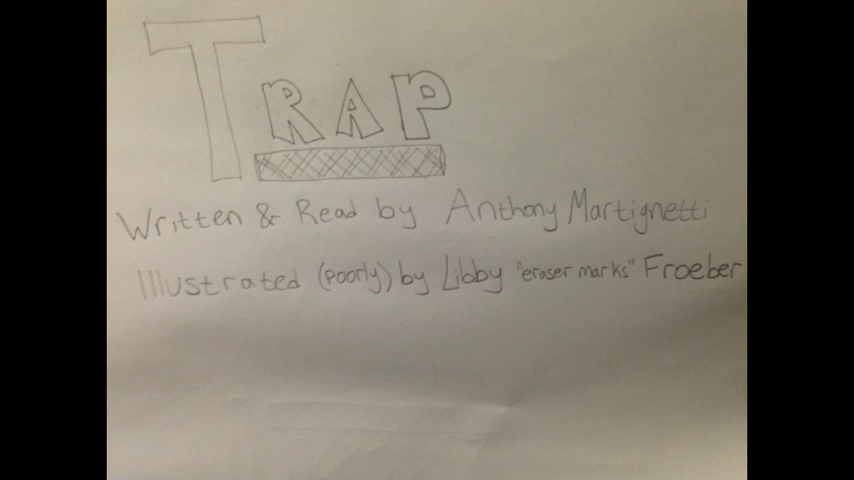 TRAP
Written & Read by Anthony Martignetti
Illustrated (poorly) by Libby "eraser marks" Froeber